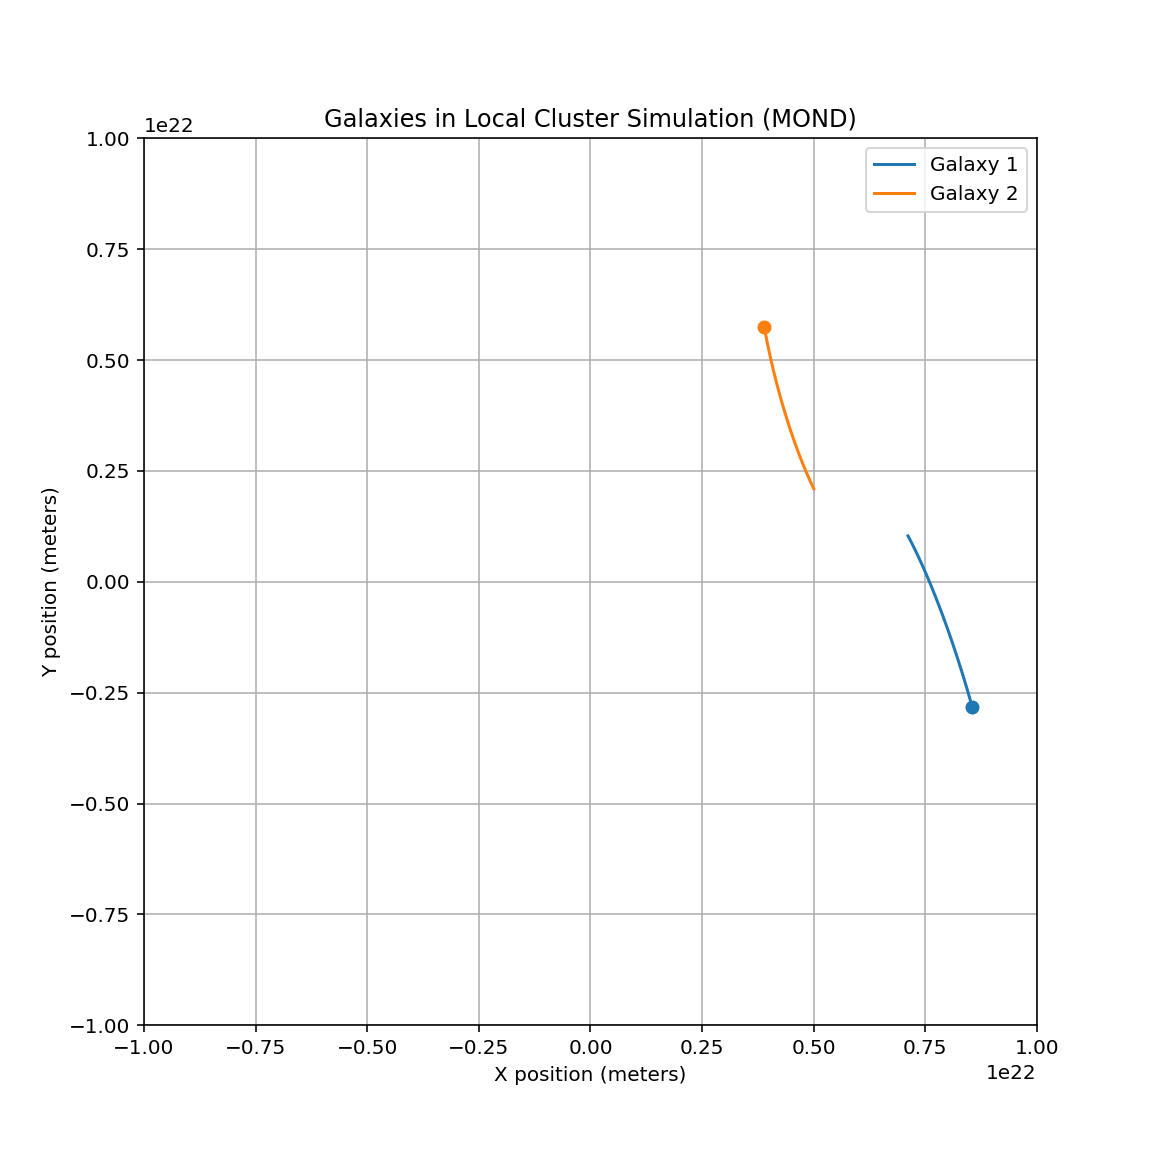 Galaxies in Local Cluster Simulation (MOND)
1e22
1.00
0.75
0.50
0.25
0.00
−0.25
−0.50
−0.75
−1.00
Y position (meters)
Galaxy 1
Galaxy 2
−1.00 −0.75 −0.50 −0.25 0.00 0.25 0.50 0.75 1.00
X position (meters)
1e22